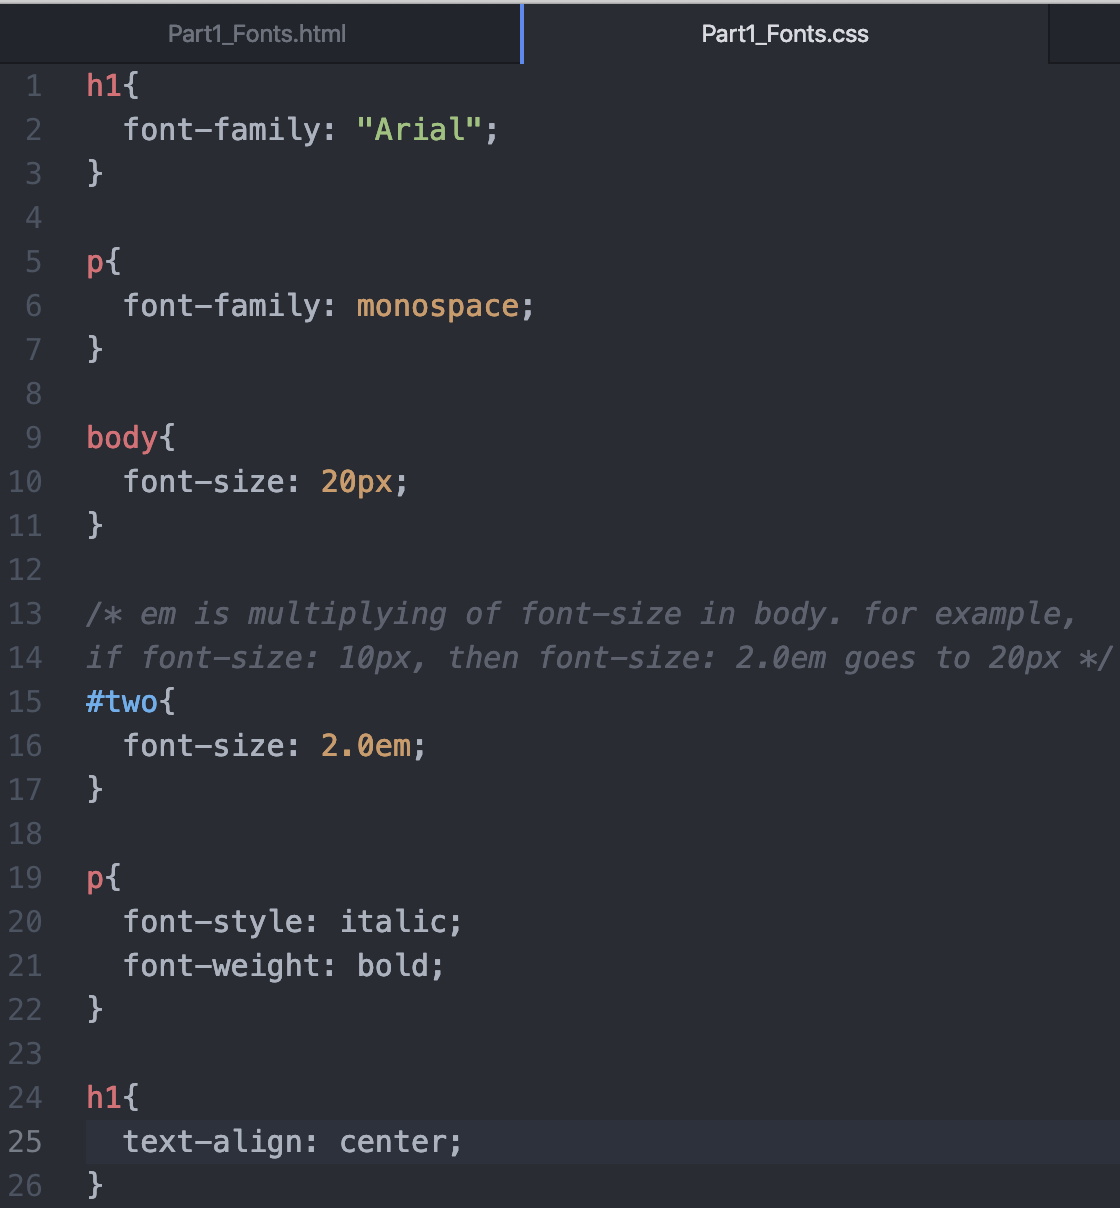 Part1_Fonts.html
Part1_Fonts.css
1 h1{
2   font-family: "Arial";
3 }
4
5 p{
6   font-family: monospace;
7 }
8
9 body{
10   font-size: 20px;
11 }
12
13 /* em is multiplying of font-size in body. for example,
14 if font-size: 10px, then font-size: 2.0em goes to 20px */
15 #two{
16   font-size: 2.0em;
17 }
18
19 p{
20   font-style: italic;
21   font-weight: bold;
22 }
23
24 h1{
25   text-align: center;
26 }